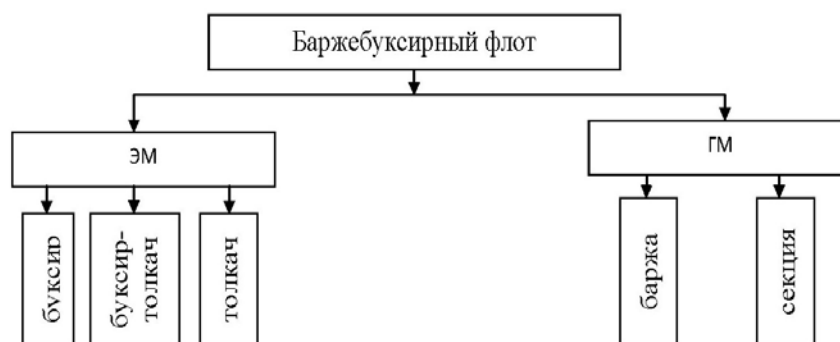 Баржебуксирный флот
ЭМ
ГМ
буксир
буксир-
толкач
толкач
баржа
секция